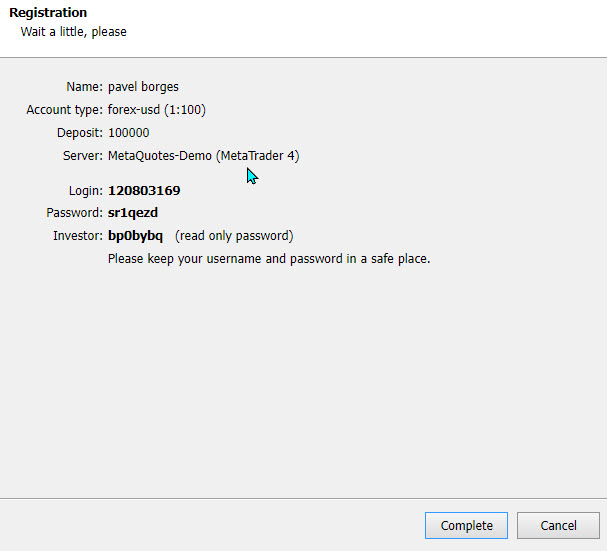 Registration
Wait a little, please
Name: pavel borges
Account type: forex-usd (1:100)
Deposit: 100000
Server: MetaQuotes-Demo (MetaTrader 4)
Login: 120803169
Password: sr1qezd
Investor: bp0bybq (read only password)
Please keep your username and password in a safe place.
Complete Cancel